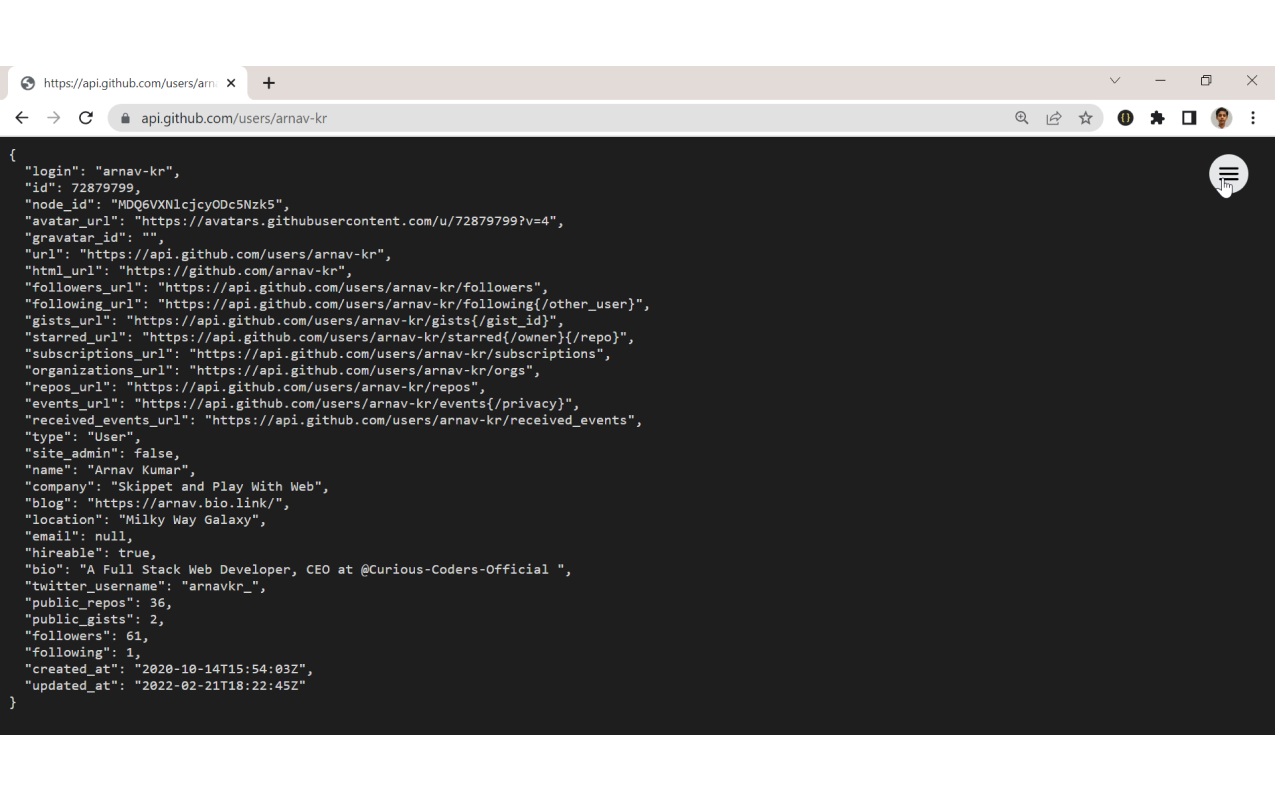 https://api.github.com/users/arn
api.github.com/users/arnav-kr
{
"login": "arnav-kr",
"id": 72879799,
"node_id": "MDQ6VXNlcjcyODc5Nzk5",
"avatar_url": "https://avatars.githubusercontent.com/u/72879799?v=4",
"gravatar_id": "",
"url": "https://api.github.com/users/arnav-kr",
"html_url": "https://github.com/arnav-kr",
"followers_url": "https://api.github.com/users/arnav-kr/followers",
"following_url": "https://api.github.com/users/arnav-kr/following{/other_user}",
"gists_url": "https://api.github.com/users/arnav-kr/gists{/gist_id}",
"starred_url": "https://api.github.com/users/arnav-kr/starred{/owner}{/repo}",
"subscriptions_url": "https://api.github.com/users/arnav-kr/subscriptions",
"organizations_url": "https://api.github.com/users/arnav-kr/orgs",
"repos_url": "https://api.github.com/users/arnav-kr/repos",
"events_url": "https://api.github.com/users/arnav-kr/events{/privacy}",
"received_events_url": "https://api.github.com/users/arnav-kr/received_events",
"type": "User",
"site_admin": false,
"name": "Arnav Kumar",
"company": "Skippet and Play With Web",
"blog": "https://arnav.bio.link/",
"location": "Milky Way Galaxy",
"email": null,
"hireable": true,
"bio": "A Full Stack Web Developer, CEO at @Curious-Coders-Official ",
"twitter_username": "arnavkr_",
"public_repos": 36,
"public_gists": 2,
"followers": 61,
"following": 1,
"created_at": "2020-10-14T15:54:03Z",
"updated_at": "2022-02-21T18:22:45Z"
}